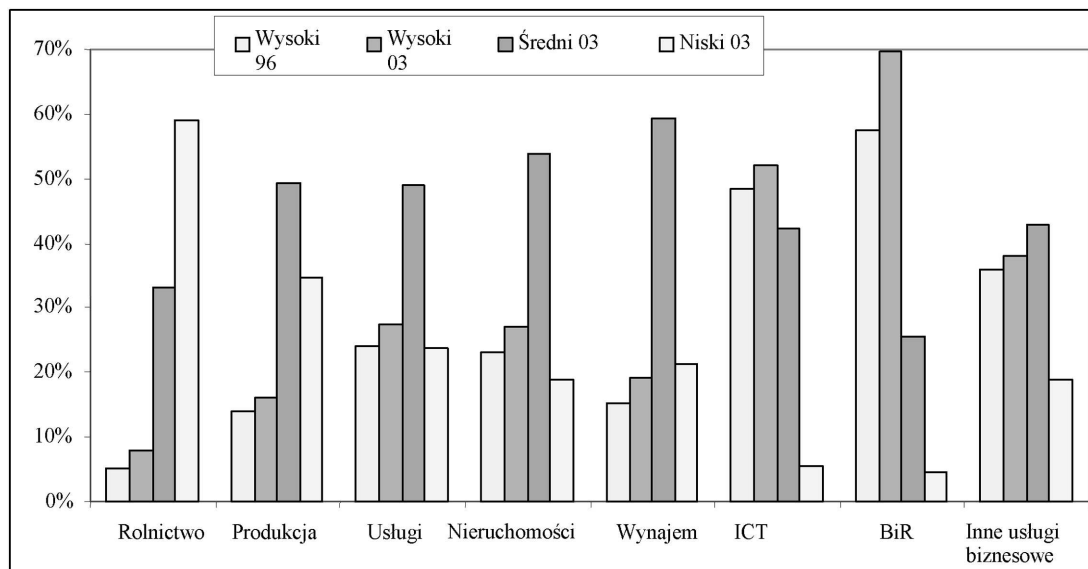 Wysoki 96
Wysoki 03
Średni 03
Niski 03
70%
60%
50%
40%
30%
20%
10%
0%
Rolnictwo
Produkcja
Usługi
Nieruchomości
Wynajem
ICT
BiR
Inne usługi
biznesowe